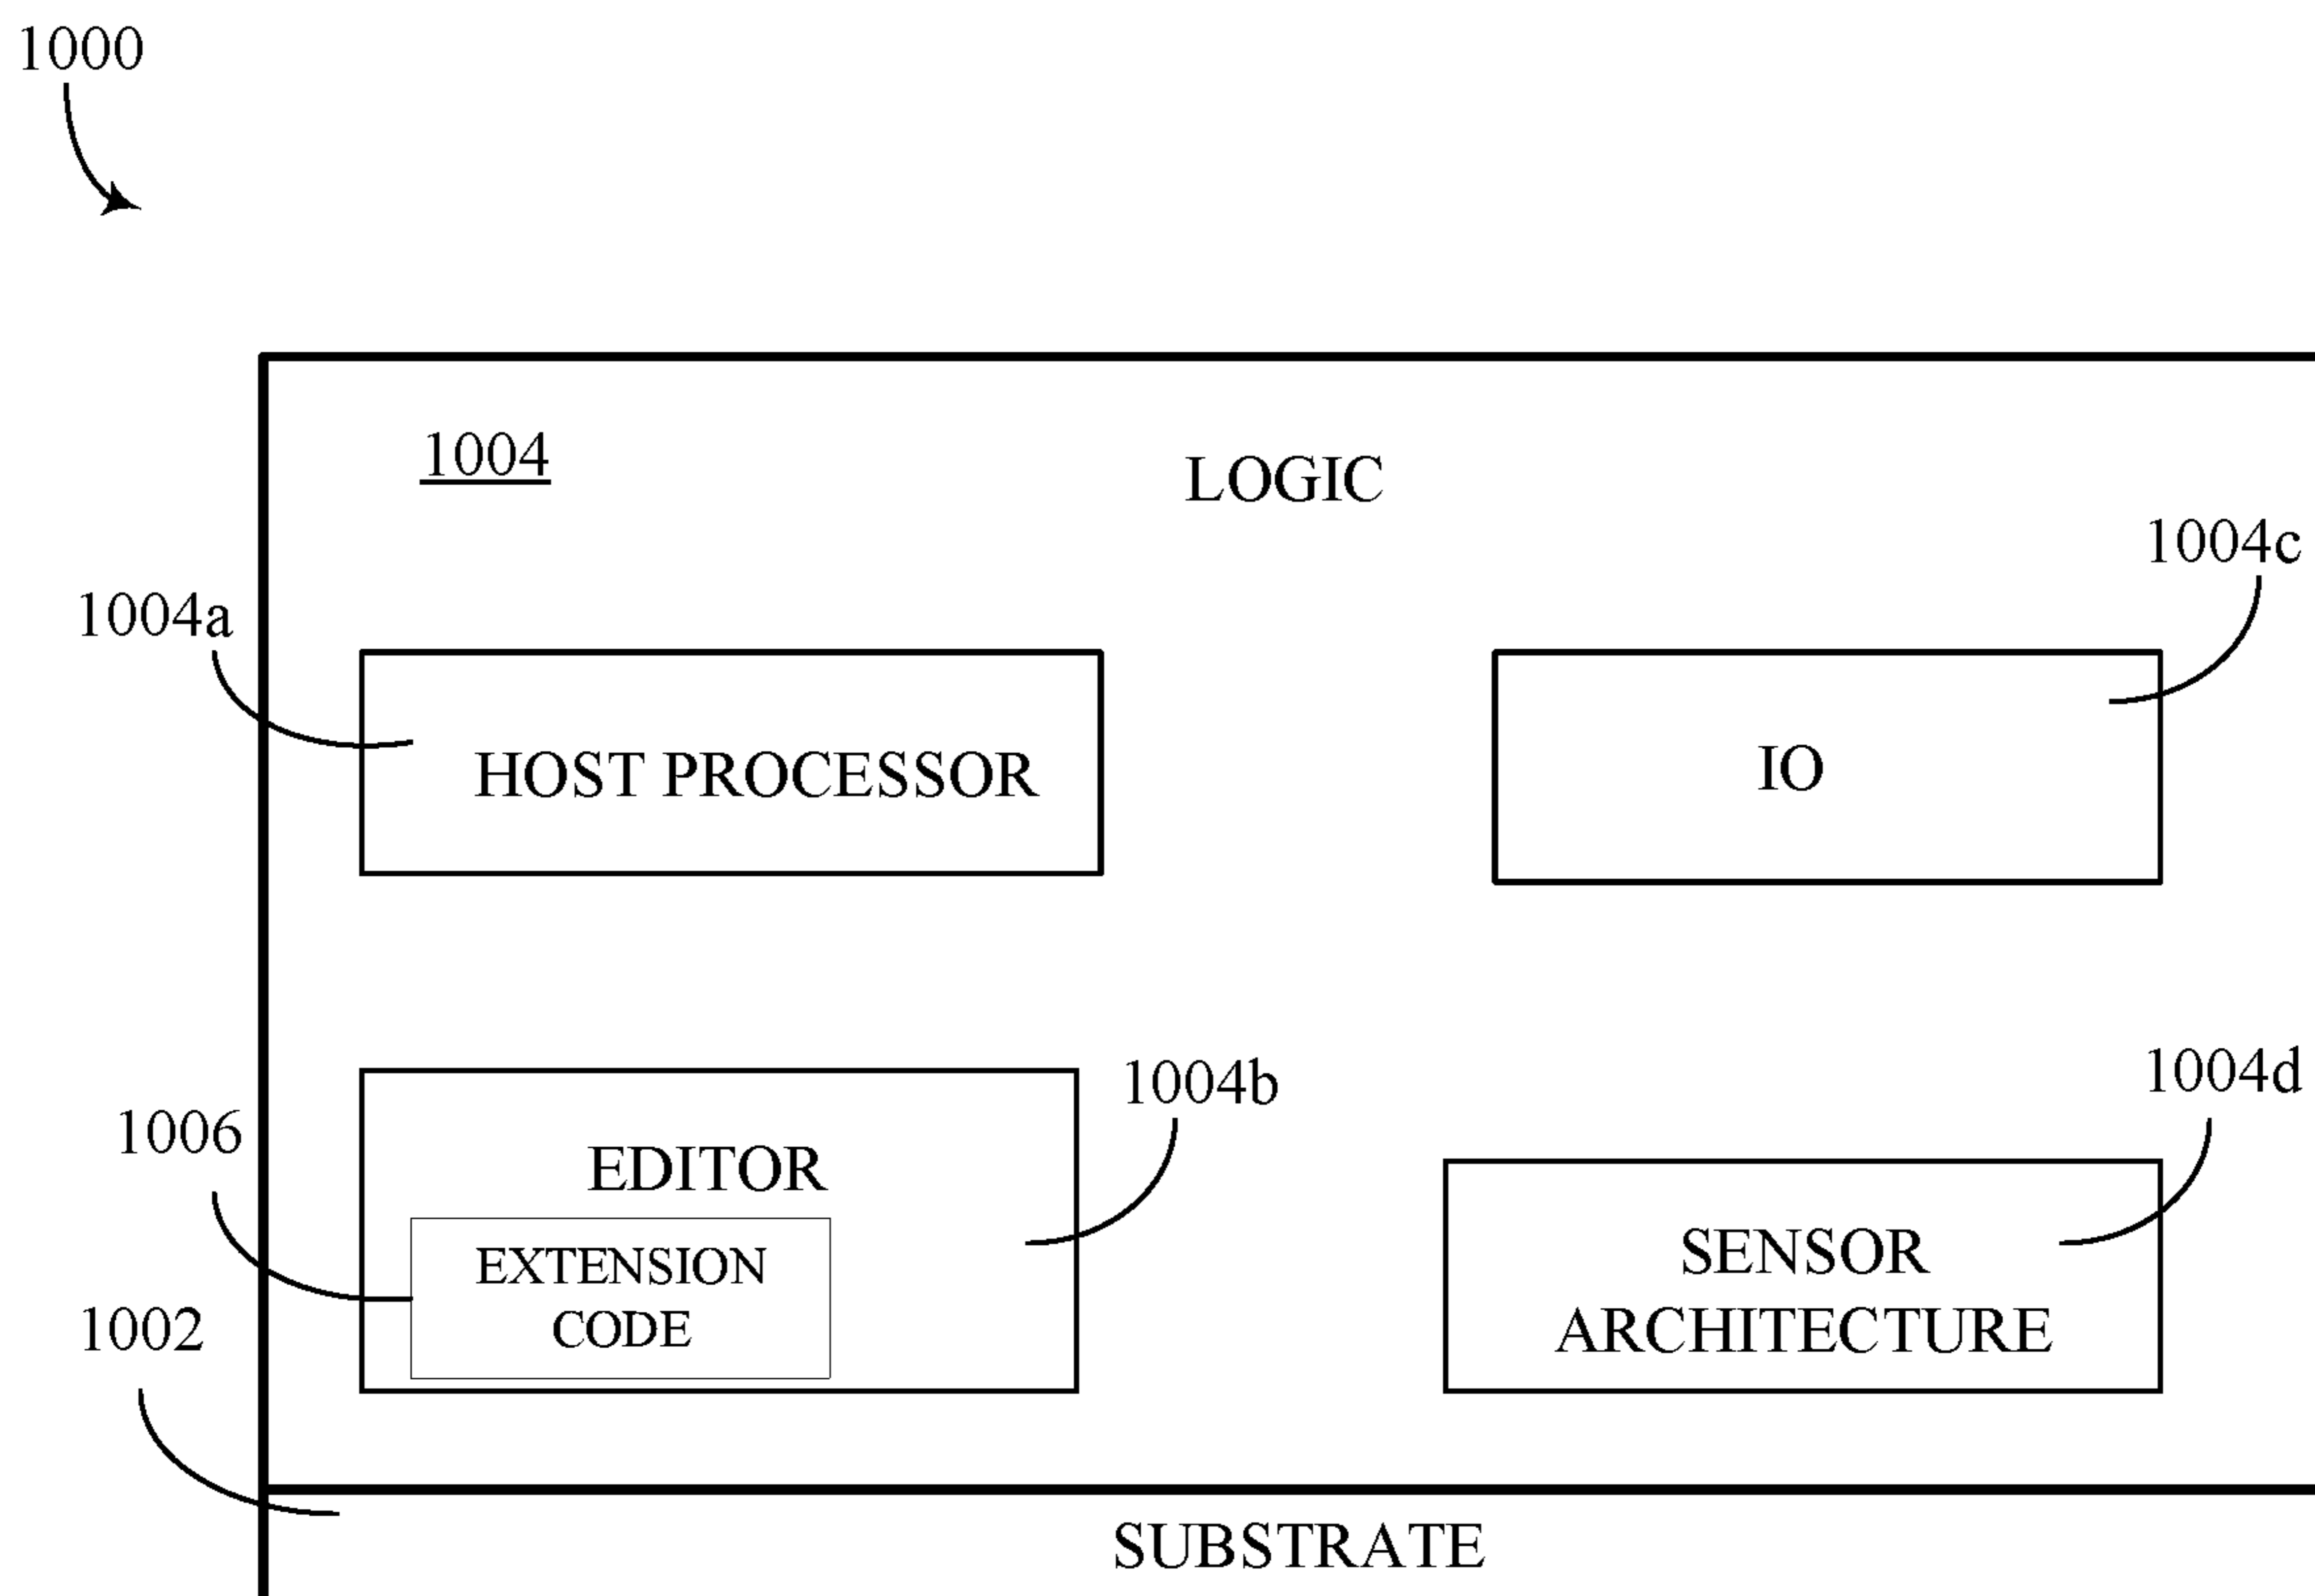 1000
1004
LOGIC
1004c
1004a
HOST PROCESSOR
IO
1004b
1004d
1006
EDITOR
EXTENSION
CODE
SENSOR
ARCHITECTURE
1002
SUBSTRATE